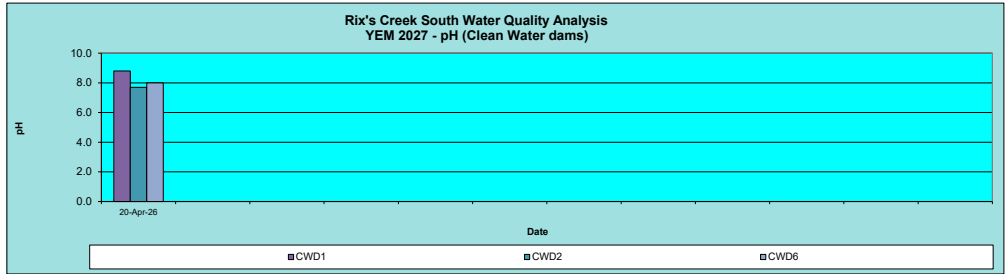 Rix's Creek South Water Quality Analysis
YEM 2027 - pH (Clean Water dams)
10.0
8.0
6.0
4.0
2.0
0.0
pH
20-Apr-26
Date
CWD1 CWD2 CWD6